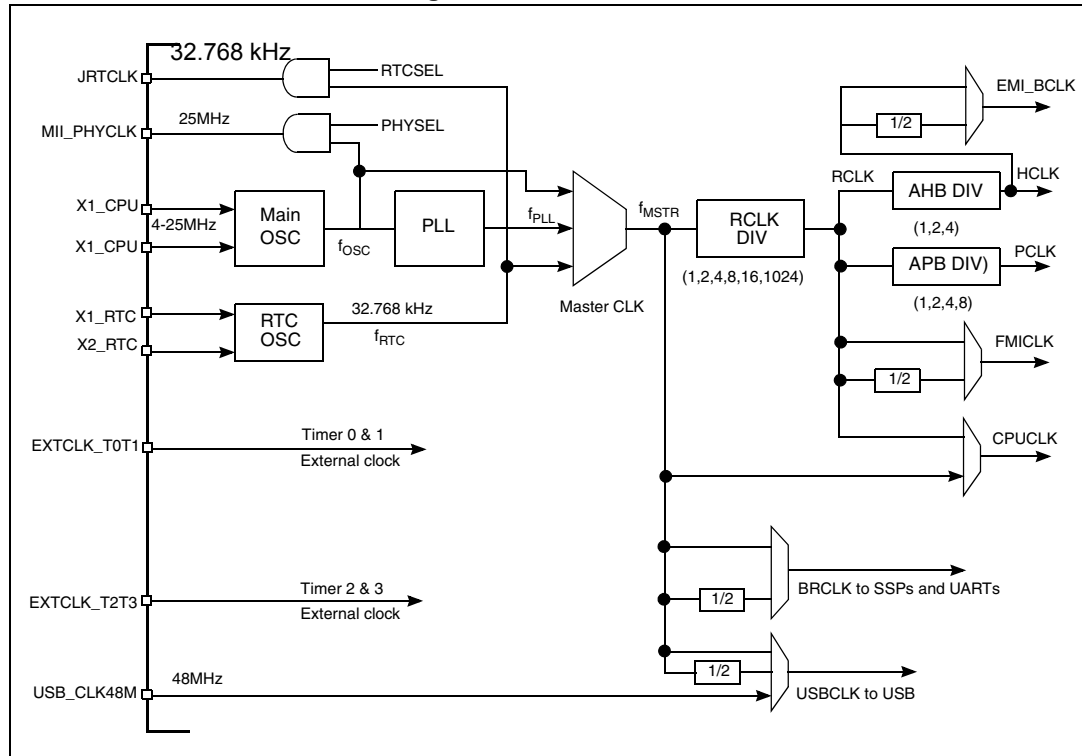 32.768 kHz
JRTCLK
RTCSEL
EMI_BCLK
MII_PHYCLK
25MHz
PHYSEL
1/2
RCLK
HCLK
X1_CPU
4-25MHz
X1_CPU
Main
OSC
fOSC
PLL
fPLL
fMSTR
RCLK
DIV
(1,2,4,8,16,1024)
AHB DIV
(1,2,4)
PCLK
APB DIV)
(1,2,4,8)
Master CLK
X1_RTC
X2_RTC
RTC
OSC
32.768 kHz
fRTC
FMICLK
1/2
EXTCLK_T0T1
Timer 0 & 1
External clock
CPUCLK
EXTCLK_T2T3
Timer 2 & 3
External clock
1/2
BRCLK to SSPs and UARTs
USB_CLK48M
48MHz
1/2
USBCLK to USB